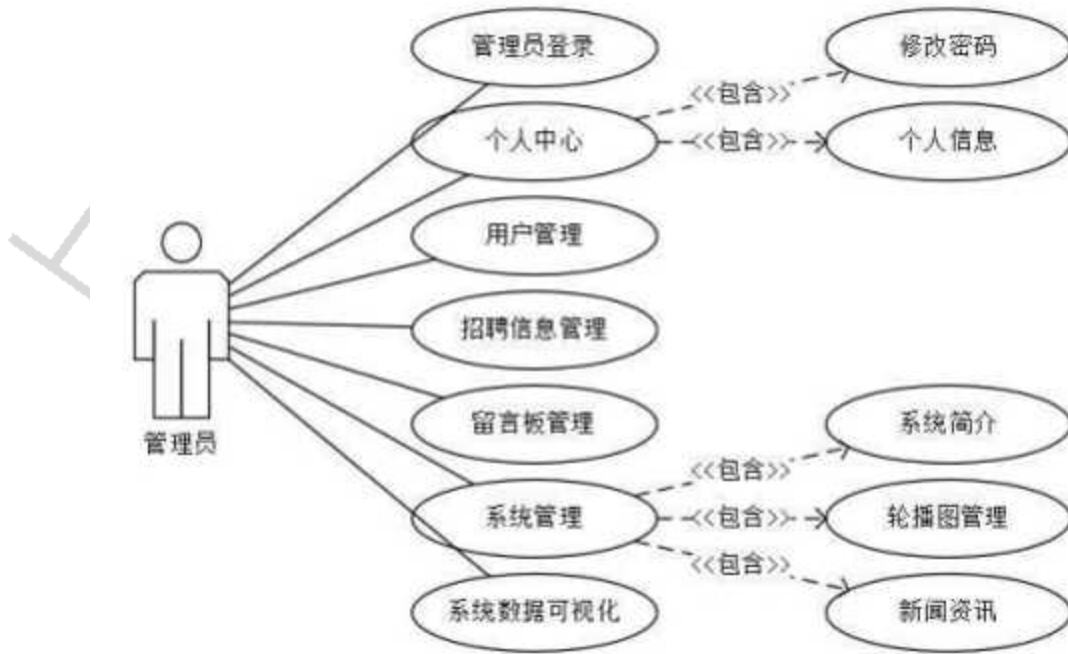 管理员登录
修改密码
<<包含>>
个人中心
<<包含>>
个人信息
用户管理
招聘信息管理
管理员
留言板管理
系统简介
<<包含>>
系统管理
<<包含>>
轮播图管理
<<包含>>
系统数据可视化
新闻资讯